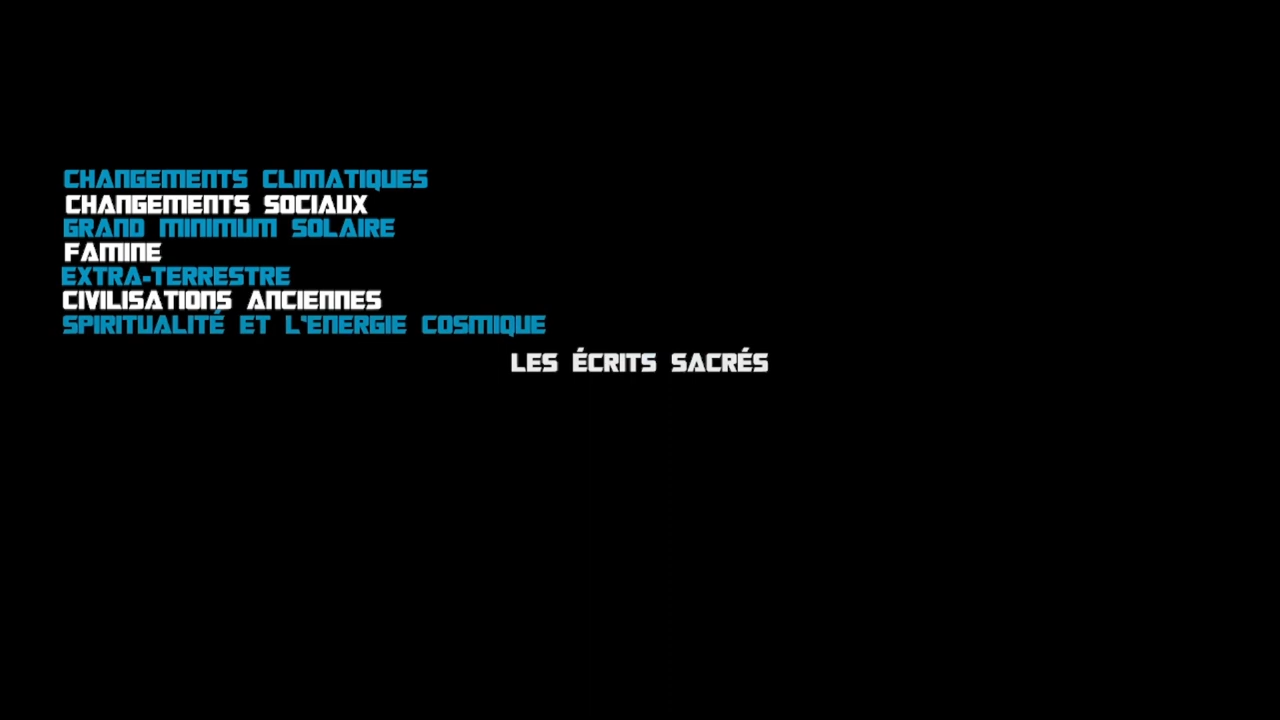 CHANGEMENTS CLIMATIQUES
CHANGEMENTS SOCIAUX
GRAND MINIMUM SOLAIRE
FAMINE
EXTRA-TERRESTRE
CIVILISATIONS ANCIENNES
SPIRITUALITÉ ET L'ENERGIE COSMIQUE
LES ÉCRITS SACRÉS